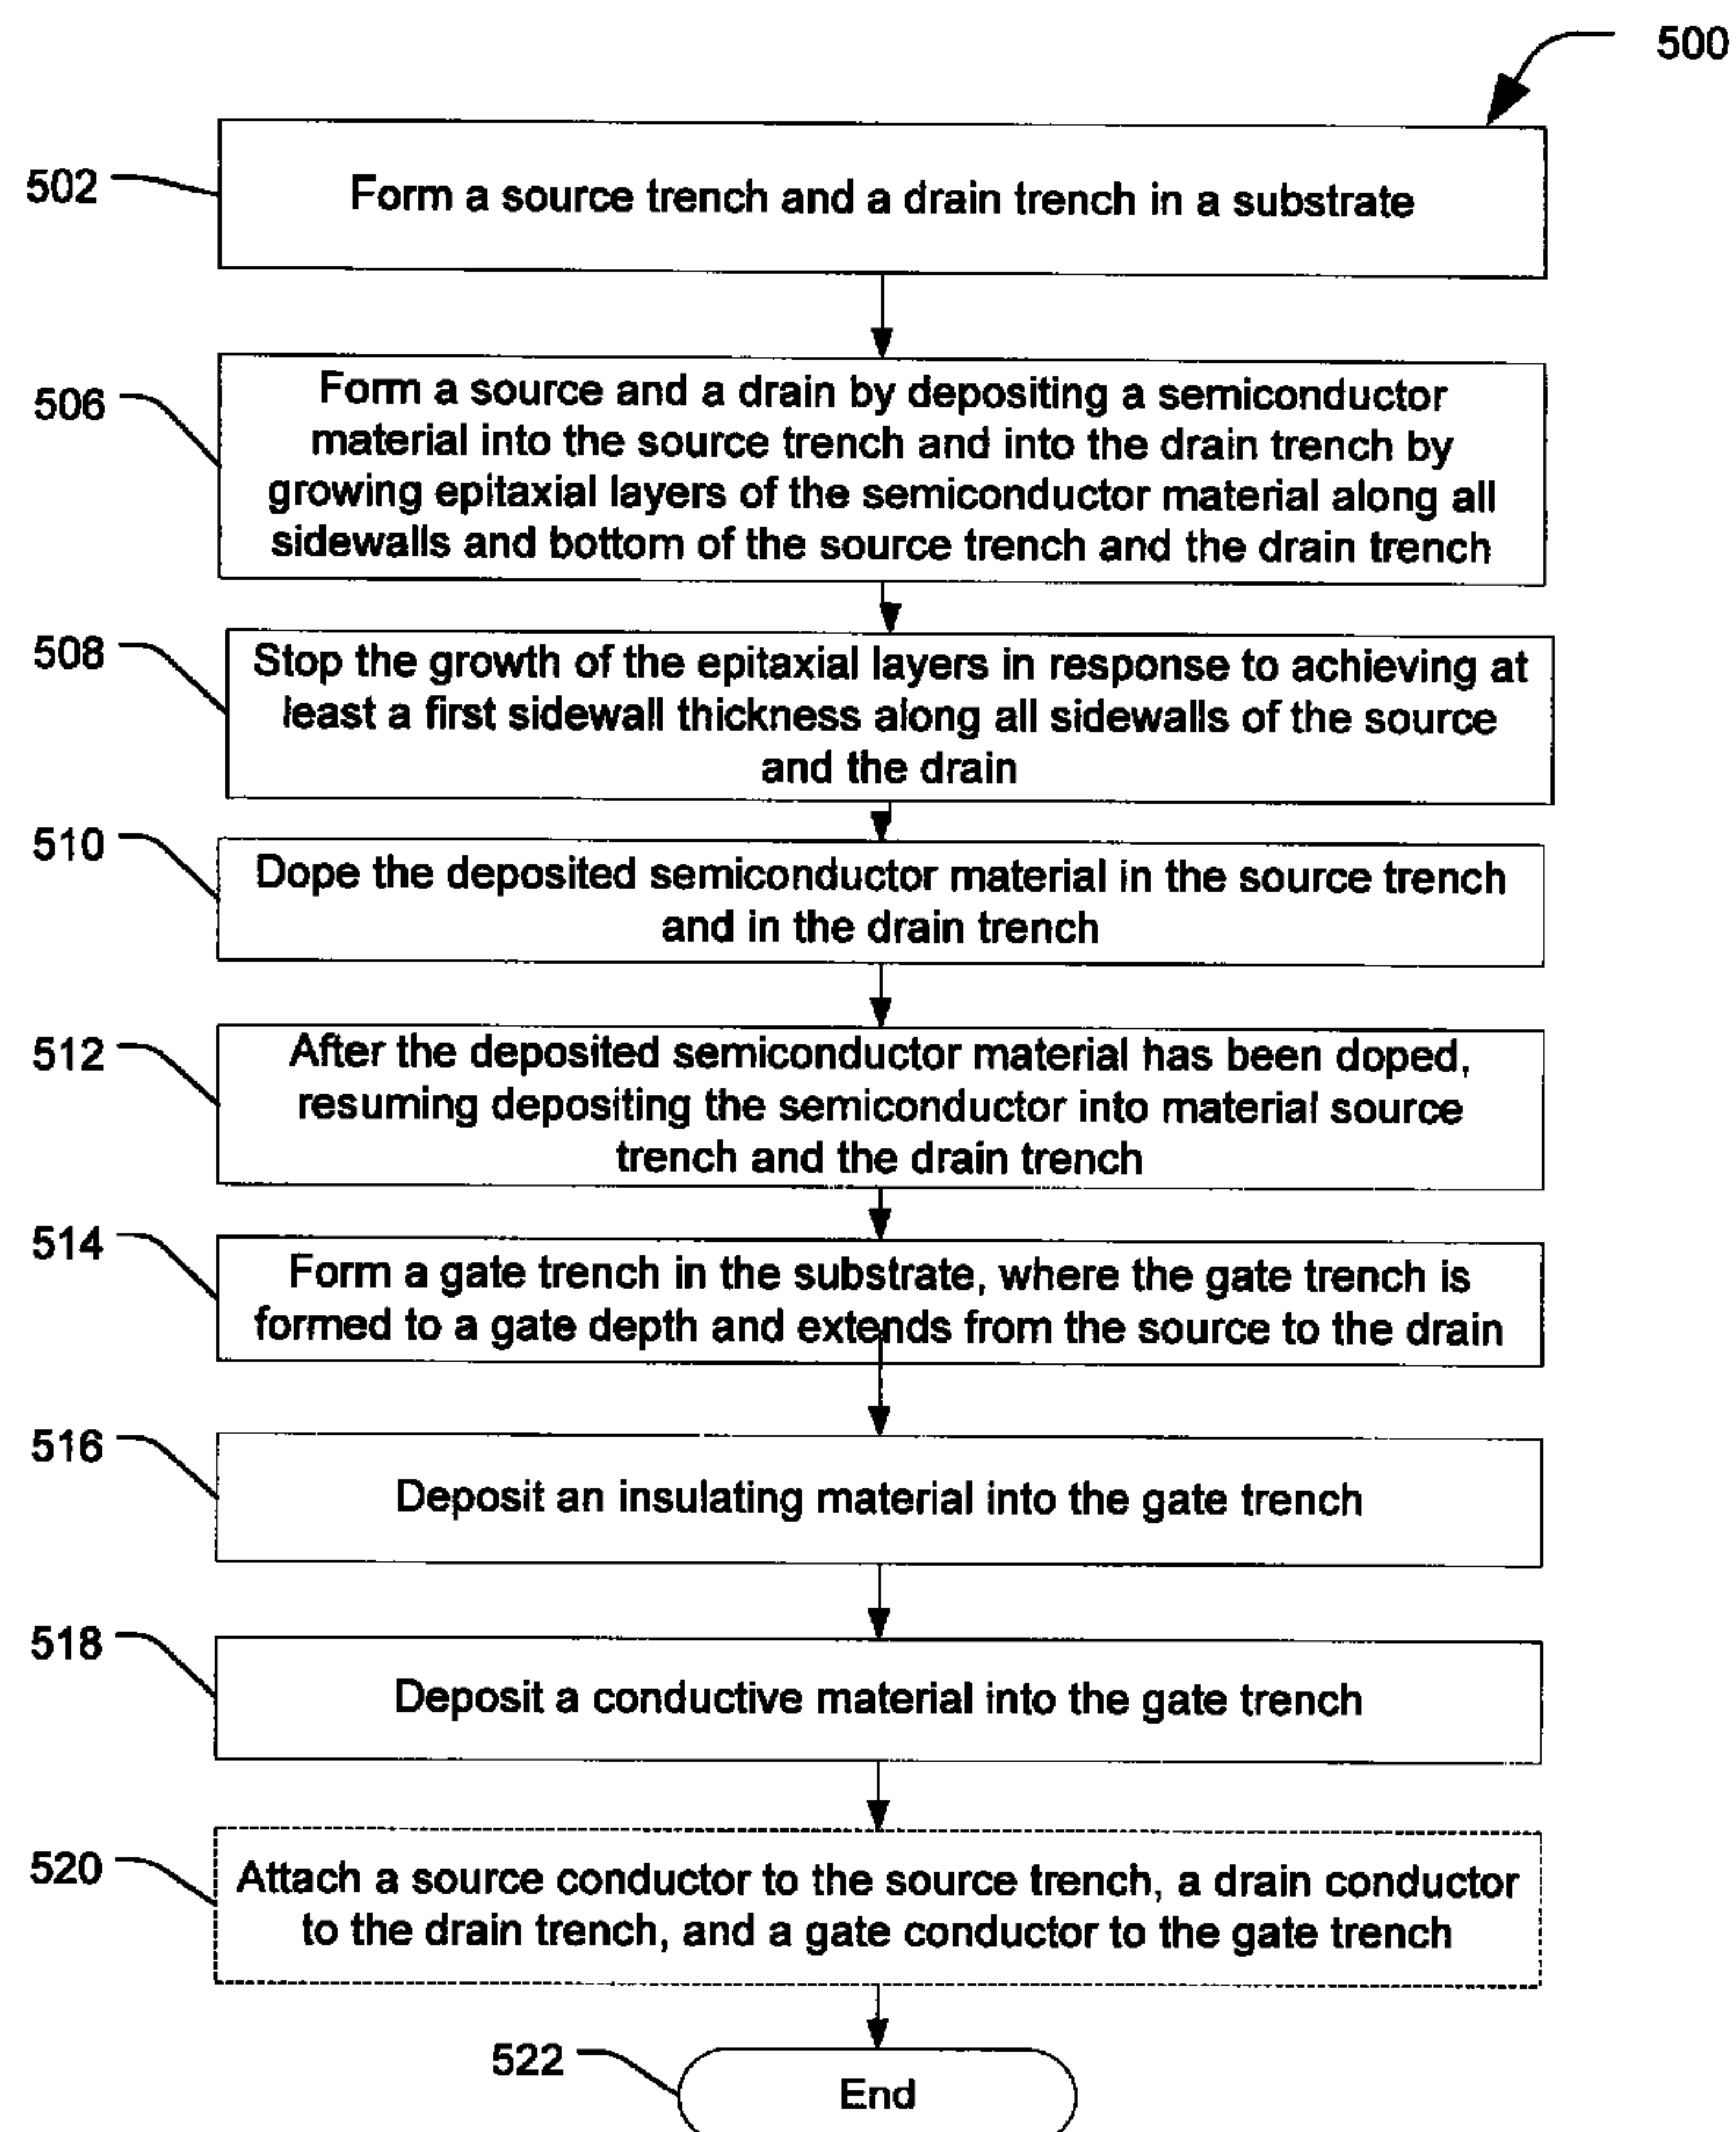 500
502
Form a source trench and a drain trench in a substrate
506
Form a source and a drain by depositing a semiconductor
material into the source trench and into the drain trench by
growing epitaxial layers of the semiconductor material along all
sidewalls and bottom of the source trench and the drain trench
508
Stop the growth of the epitaxial layers in response to achieving at
least a first sidewall thickness along all sidewalls of the source
and the drain
510
Dope the deposited semiconductor material in the source trench
and in the drain trench
512
After the deposited semiconductor material has been doped,
resuming depositing the semiconductor into material source
trench and the drain trench
514
Form a gate trench in the substrate, where the gate trench is
formed to a gate depth and extends from the source to the drain
516
Deposit an insulating material into the gate trench
518
Deposit a conductive material into the gate trench
520
Attach a source conductor to the source trench, a drain conductor
to the drain trench, and a gate conductor to the gate trench
522
End